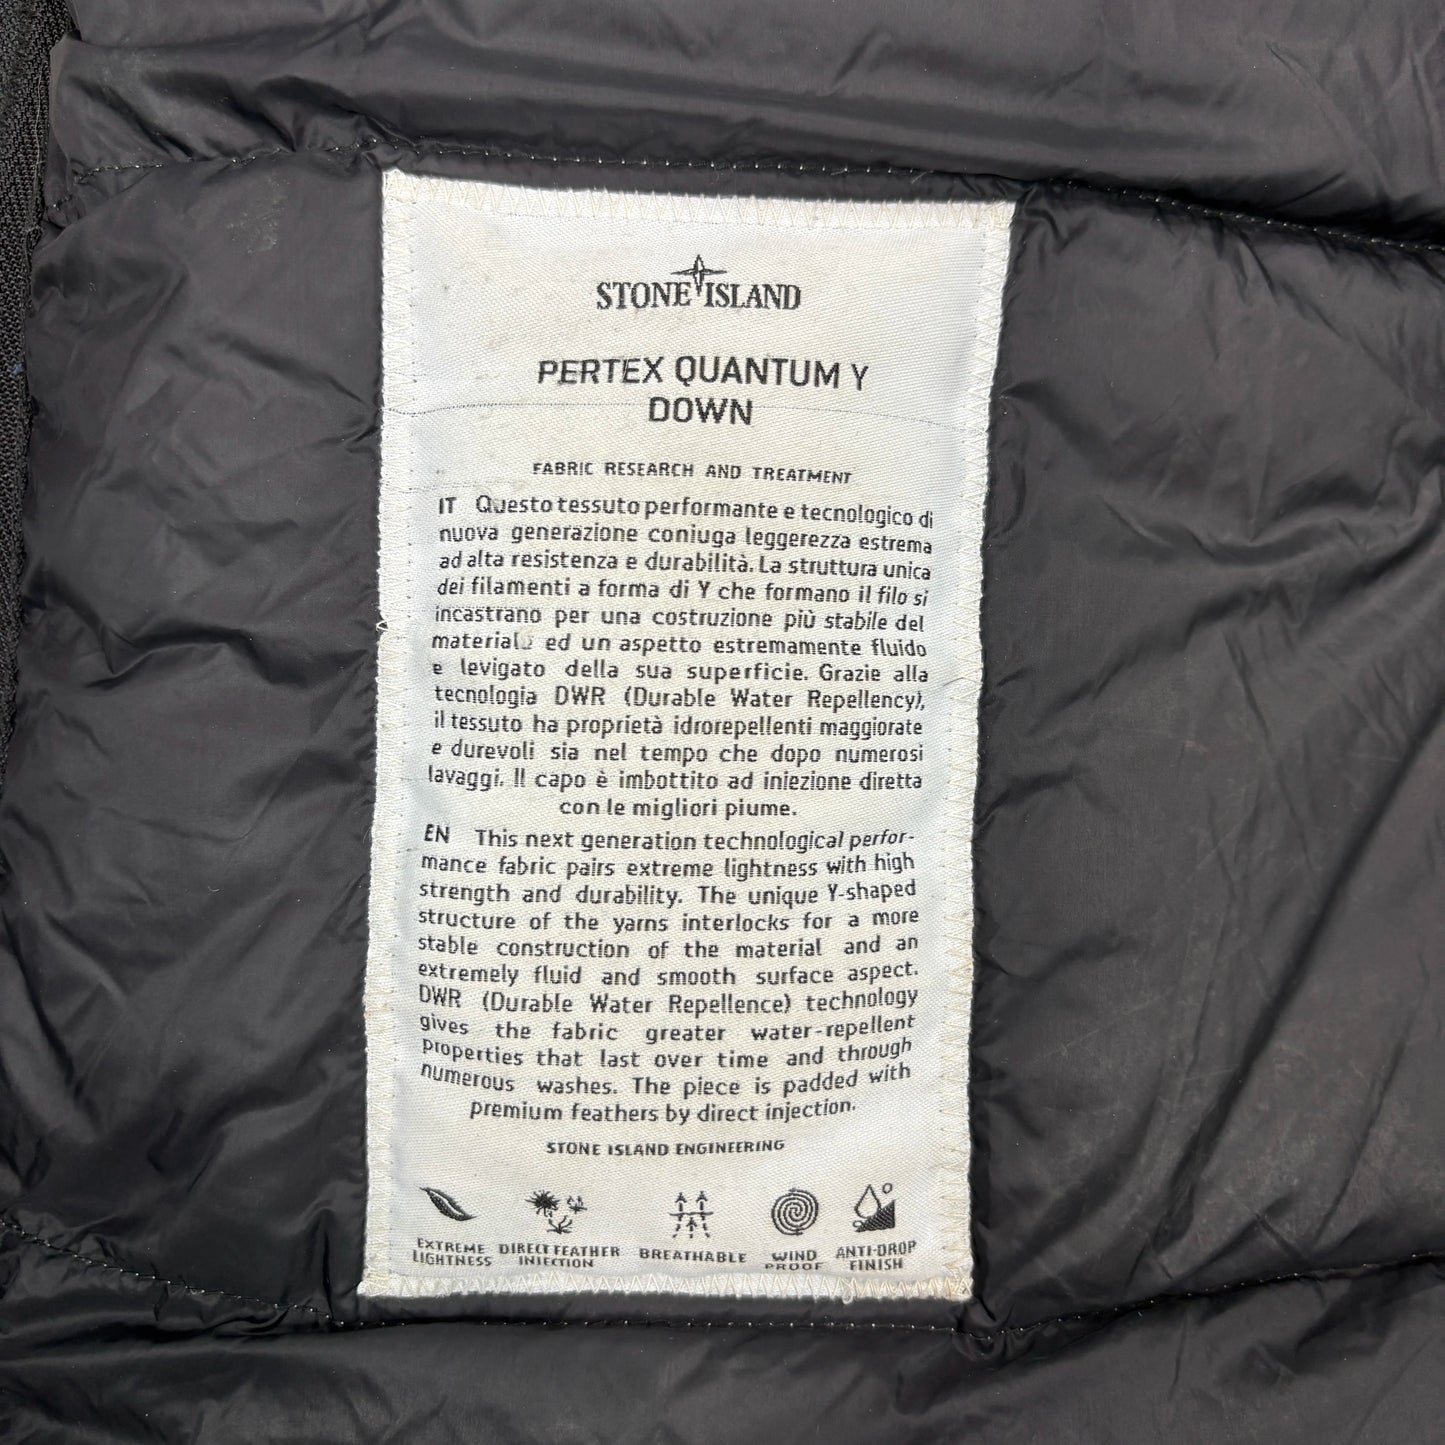 STONE ISLAND
PERTEX QUANTUM Y
DOWN
FABRIC RESEARCH AND TREATMENT
IT Questo tessuto performante e tecnologico di
nuova generazione coniuga leggerezza estrema
ad alta resistenza e durabilità. La struttura unica
dei filamenti a forma di Y che formano il filo si
incastrano per una costruzione più stabile del
materiale ed un aspetto estremamente fluido
e levigato della sua superficie. Grazie alla
tecnologia DWR (Durable Water Repellency),
il tessuto ha proprietà idrorepellenti maggiorate
e durevoli sia nel tempo che dopo numerosi
lavaggi. Il capo è imbottito ad iniezione diretta
con le migliori piume.
EN This next generation technological perfor-
mance fabric pairs extreme lightness with high
strength and durability. The unique Y-shaped
structure of the yarns interlocks for a more
stable construction of the material and an
extremely fluid and smooth surface aspect.
DWR (Durable Water Repellence) technology
gives the fabric greater water-repellent
properties that last over time and through
numerous washes. The piece is padded with
premium feathers by direct injection.
STONE ISLAND ENGINEERING
EXTREME
LIGHTNESS
DIRECT FEATHER
INJECTION
BREATHABLE
WIND
PROOF
ANTI-DROP
FINISH